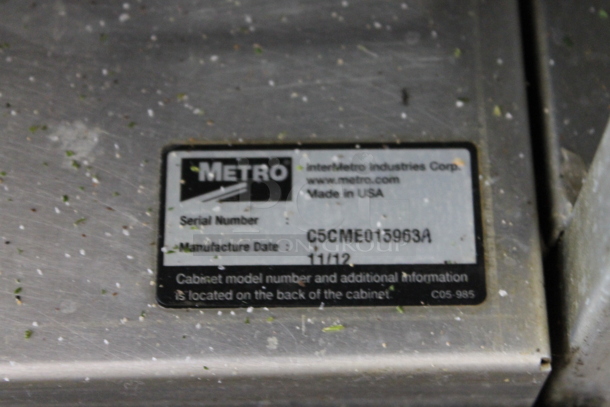 METRO
InterMetro Industries Corp.
www.metro.com
Made in USA
Serial Number :
C5CME015963A
Manufacture Date :
11/12
Cabinet model number and additional information
is located on the back of the cabinet.
C05-985